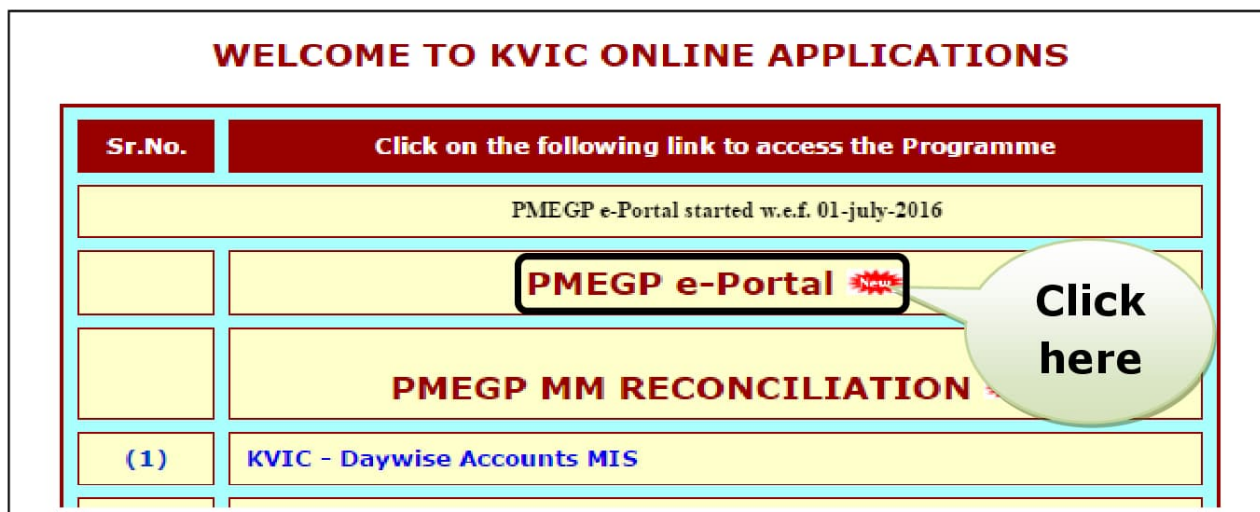 WELCOME TO KVIC ONLINE APPLICATIONS
Sr.No. Click on the following link to access the Programme
PMEGP e-Portal started w.e.f. 01-july-2016
PMEGP e-Portal New
Click
here
PMEGP MM RECONCILIATION
(1) KVIC - Daywise Accounts MIS